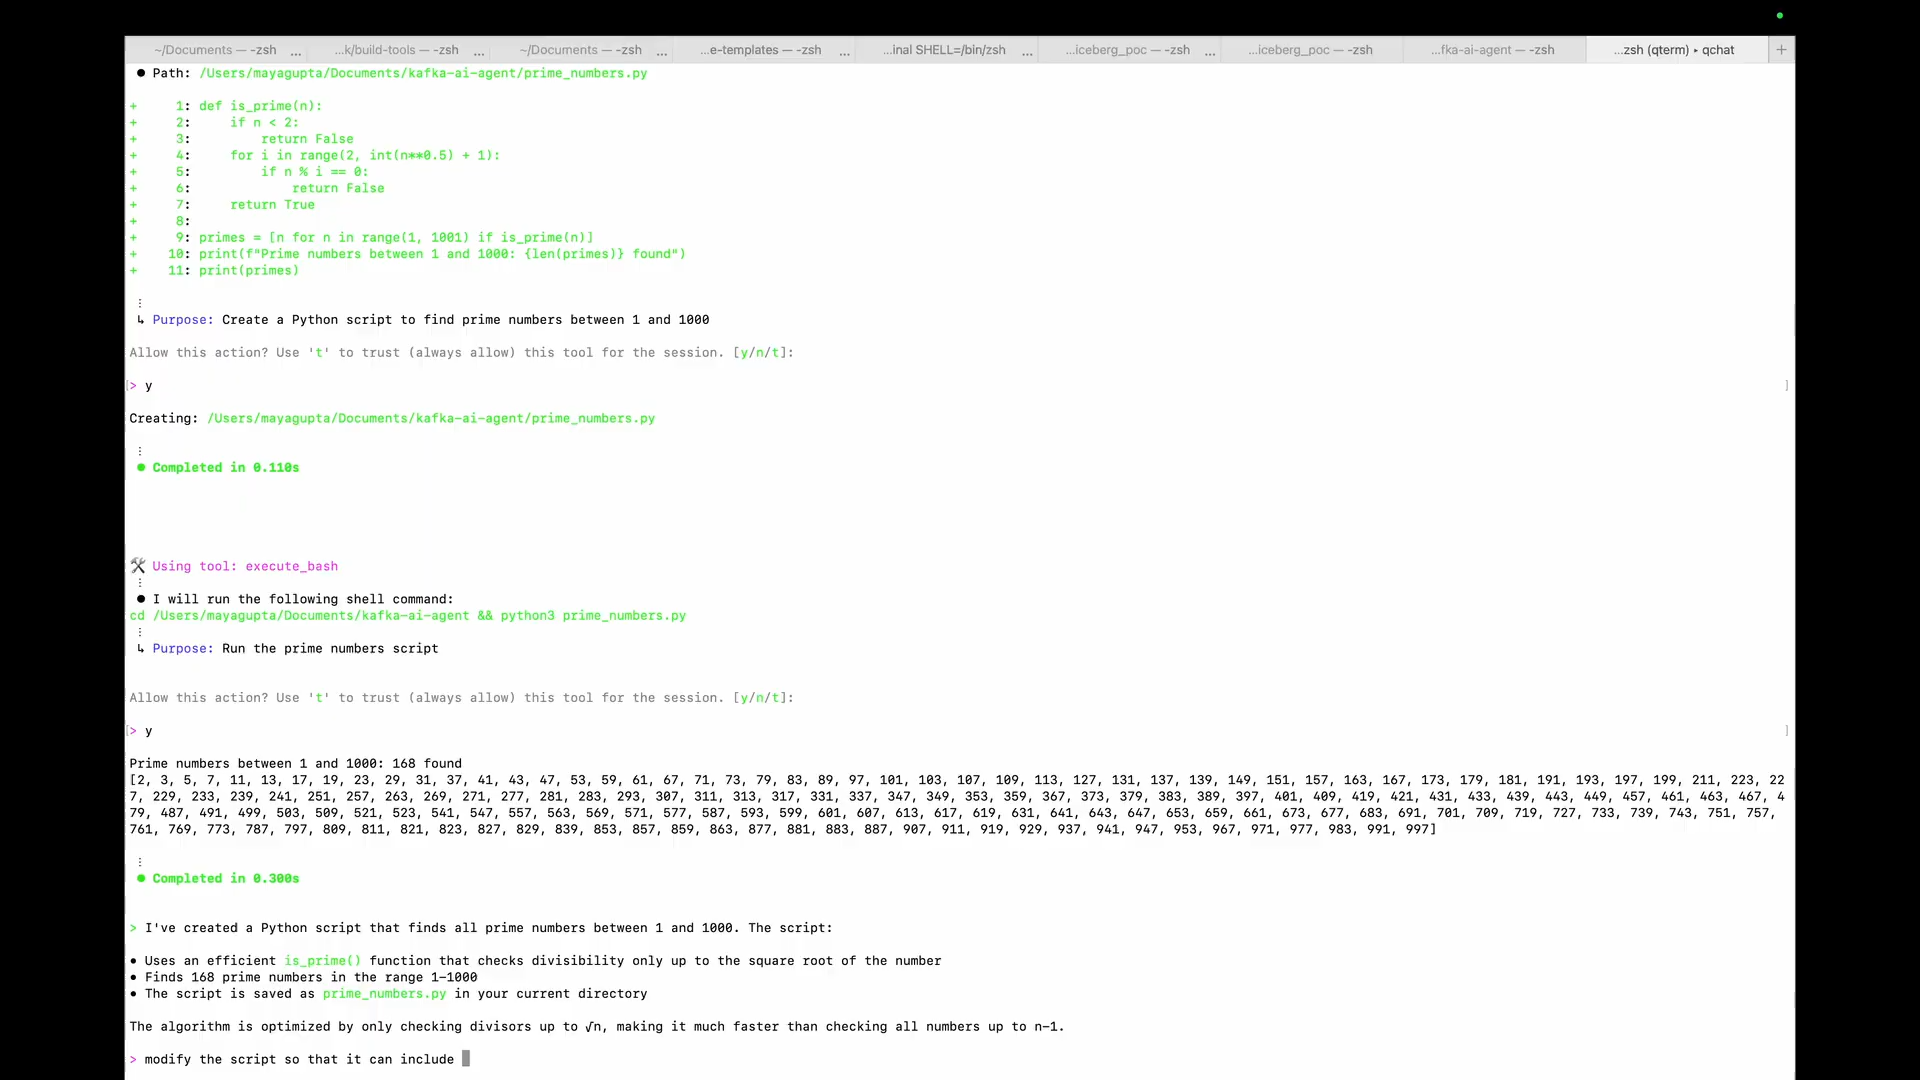 ~/Documents — -zsh ... ...k/build-tools — -zsh ... ~/Documents — -zsh ... ...e-templates — -zsh ... ...inal SHELL=/bin/zsh ... ...iceberg_poc — -zsh ... ...iceberg_poc — -zsh ...fka-ai-agent — -zsh ...zsh (qterm) ▸ qchat +
● Path: /Users/mayagupta/Documents/kafka-ai-agent/prime_numbers.py
+ 1: def is_prime(n):
+ 2: if n < 2:
+ 3: return False
+ 4: for i in range(2, int(n**0.5) + 1):
+ 5: if n % i == 0:
+ 6: return False
+ 7: return True
+ 8:
+ 9: primes = [n for n in range(1, 1001) if is_prime(n)]
+ 10: print(f"Prime numbers between 1 and 1000: {len(primes)} found")
+ 11: print(primes)
⋮
↳ Purpose: Create a Python script to find prime numbers between 1 and 1000
Allow this action? Use 't' to trust (always allow) this tool for the session. [y/n/t]:
[> y ]
Creating: /Users/mayagupta/Documents/kafka-ai-agent/prime_numbers.py
⋮
● Completed in 0.110s
🛠 Using tool: execute_bash
⋮
● I will run the following shell command:
cd /Users/mayagupta/Documents/kafka-ai-agent && python3 prime_numbers.py
⋮
↳ Purpose: Run the prime numbers script
Allow this action? Use 't' to trust (always allow) this tool for the session. [y/n/t]:
[> y ]
Prime numbers between 1 and 1000: 168 found
[2, 3, 5, 7, 11, 13, 17, 19, 23, 29, 31, 37, 41, 43, 47, 53, 59, 61, 67, 71, 73, 79, 83, 89, 97, 101, 103, 107, 109, 113, 127, 131, 137, 139, 149, 151, 157, 163, 167, 173, 179, 181, 191, 193, 197, 199, 211, 223, 22
7, 229, 233, 239, 241, 251, 257, 263, 269, 271, 277, 281, 283, 293, 307, 311, 313, 317, 331, 337, 347, 349, 353, 359, 367, 373, 379, 383, 389, 397, 401, 409, 419, 421, 431, 433, 439, 443, 449, 457, 461, 463, 467, 4
79, 487, 491, 499, 503, 509, 521, 523, 541, 547, 557, 563, 569, 571, 577, 587, 593, 599, 601, 607, 613, 617, 619, 631, 641, 643, 647, 653, 659, 661, 673, 677, 683, 691, 701, 709, 719, 727, 733, 739, 743, 751, 757,
761, 769, 773, 787, 797, 809, 811, 821, 823, 827, 829, 839, 853, 857, 859, 863, 877, 881, 883, 887, 907, 911, 919, 929, 937, 941, 947, 953, 967, 971, 977, 983, 991, 997]
⋮
● Completed in 0.300s
> I've created a Python script that finds all prime numbers between 1 and 1000. The script:
• Uses an efficient is_prime() function that checks divisibility only up to the square root of the number
• Finds 168 prime numbers in the range 1-1000
• The script is saved as prime_numbers.py in your current directory
The algorithm is optimized by only checking divisors up to √n, making it much faster than checking all numbers up to n-1.
> modify the script so that it can include